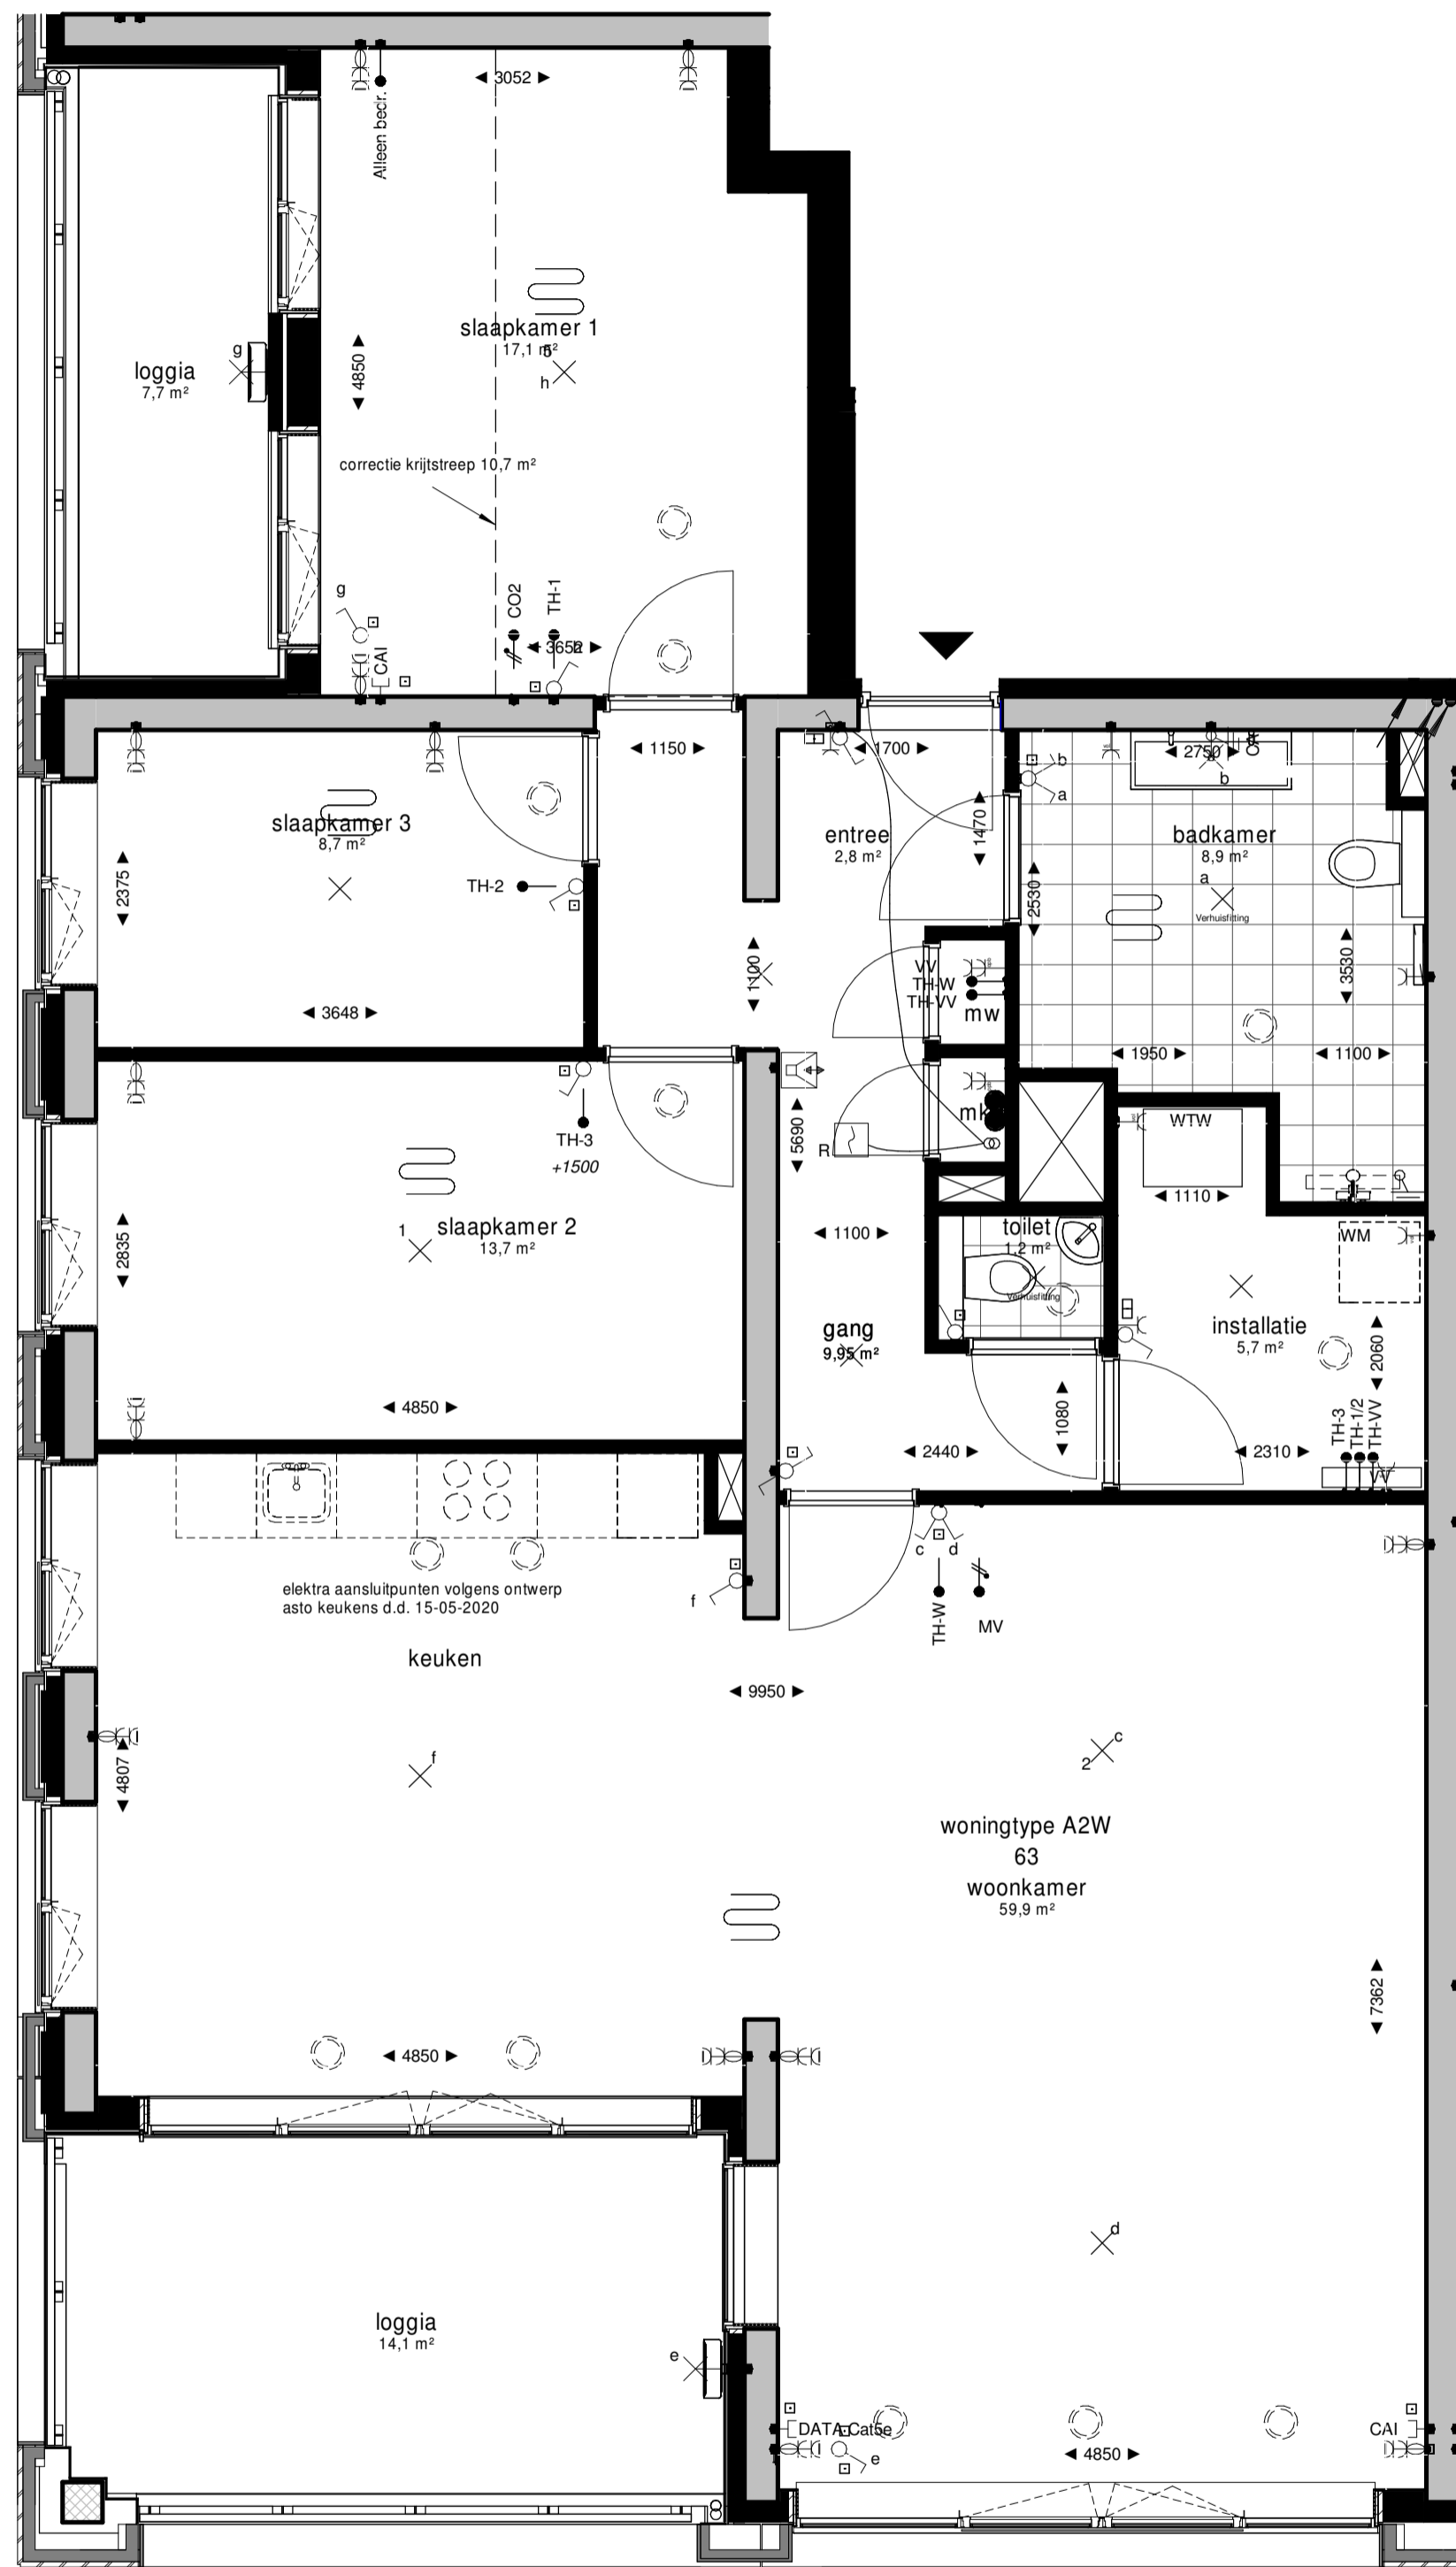 3052
Alleen bedr.
slaapkamer 1
17,1 m²
h
g
loggia
7,7 m²
4850
correctie krijtstreep 10,7 m²
g
CO2
TH-1
3652
h
CAI
1150
1700
2750
b
b
a
slaapkamer 3
8,7 m²
entree
2,8 m²
1470
badkamer
8,9 m²
a
Verhuisfitting
2375
TH-2
2530
3530
1100
VV
TH-W
TH-VV
mw
3648
1950
1100
mk
TH-3
+1500
5690
R
WTW
1110
1
slaapkamer 2
13,7 m²
2835
1100
toilet
1,2 m²
Verhuisfitting
WM
gang
9,95 m²
installatie
5,7 m²
2060
4850
1080
TH-3
TH-1/2
TH-VV
2440
2310
VV
c
d
TH-W
MV
elektra aansluitpunten volgens ontwerp
asto keukens d.d. 15-05-2020
f
keuken
9950
4807
f
c
2
woningtype A2W
63
woonkamer
59,9 m²
7362
4850
d
loggia
14,1 m²
e
DATA Cat5e
CAI
e
4850